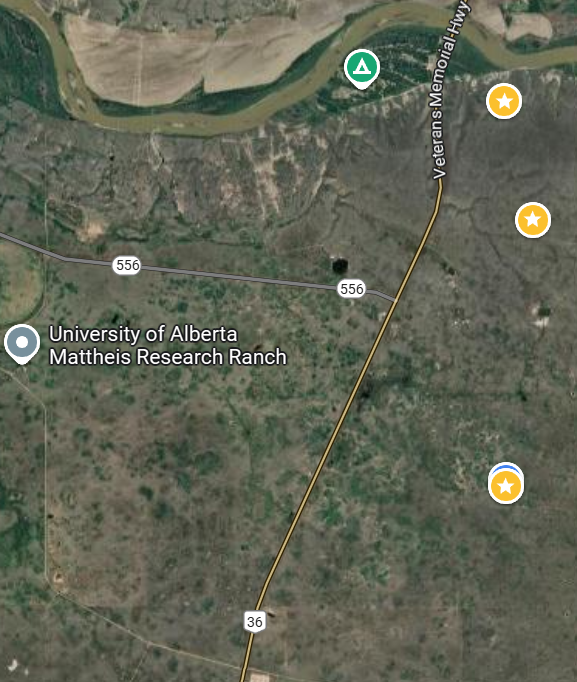 Veterans-Memorial-Hwy
556
556
University of Alberta
Mattheis Research Ranch
36